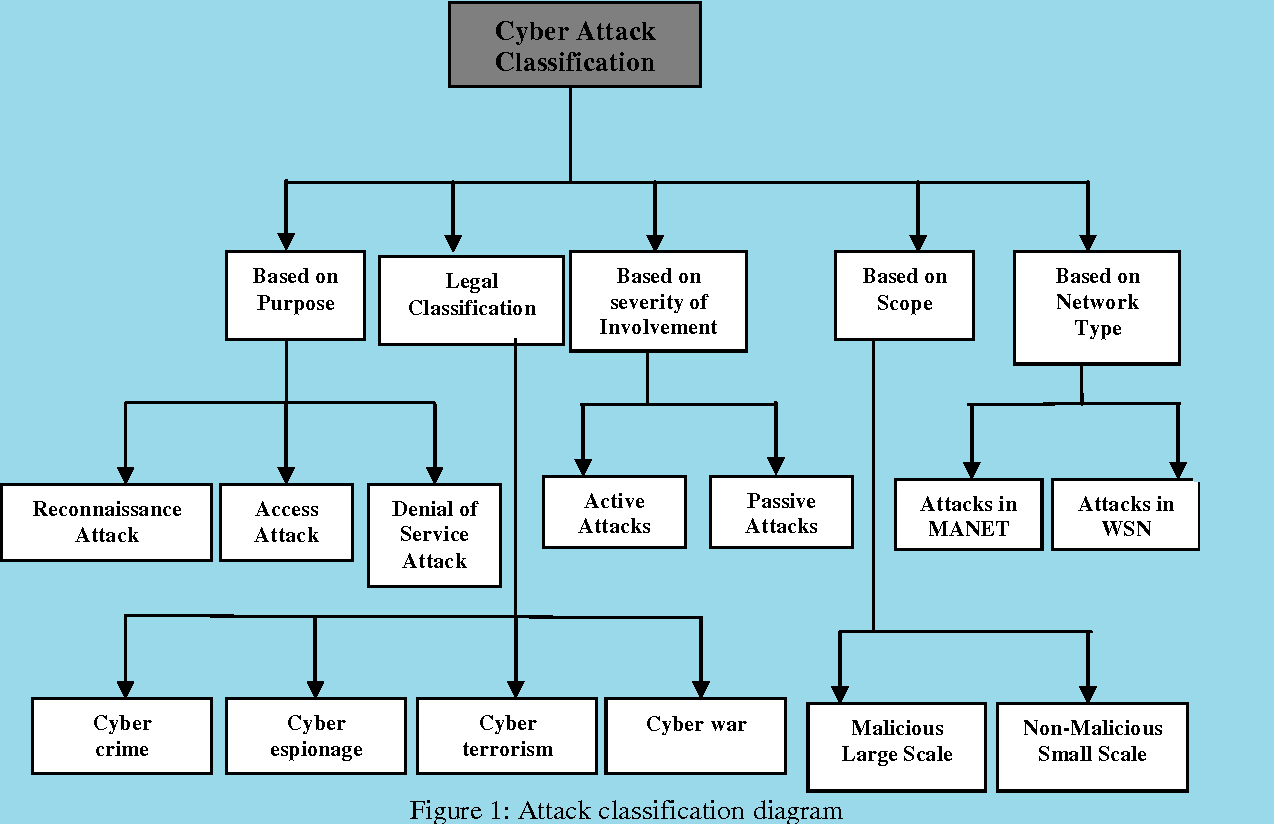 Cyber Attack
Classification
Based on
Purpose
Legal
Classification
Based on
severity of
Involvement
Based on
Scope
Based on
Network
Type
Reconnaissance
Attack
Access
Attack
Denial of
Service
Attack
Active
Attacks
Passive
Attacks
Attacks in
MANET
Attacks in
WSN
Cyber
crime
Cyber
espionage
Cyber
terrorism
Cyber war
Malicious
Large Scale
Non-Malicious
Small Scale
Figure 1: Attack classification diagram